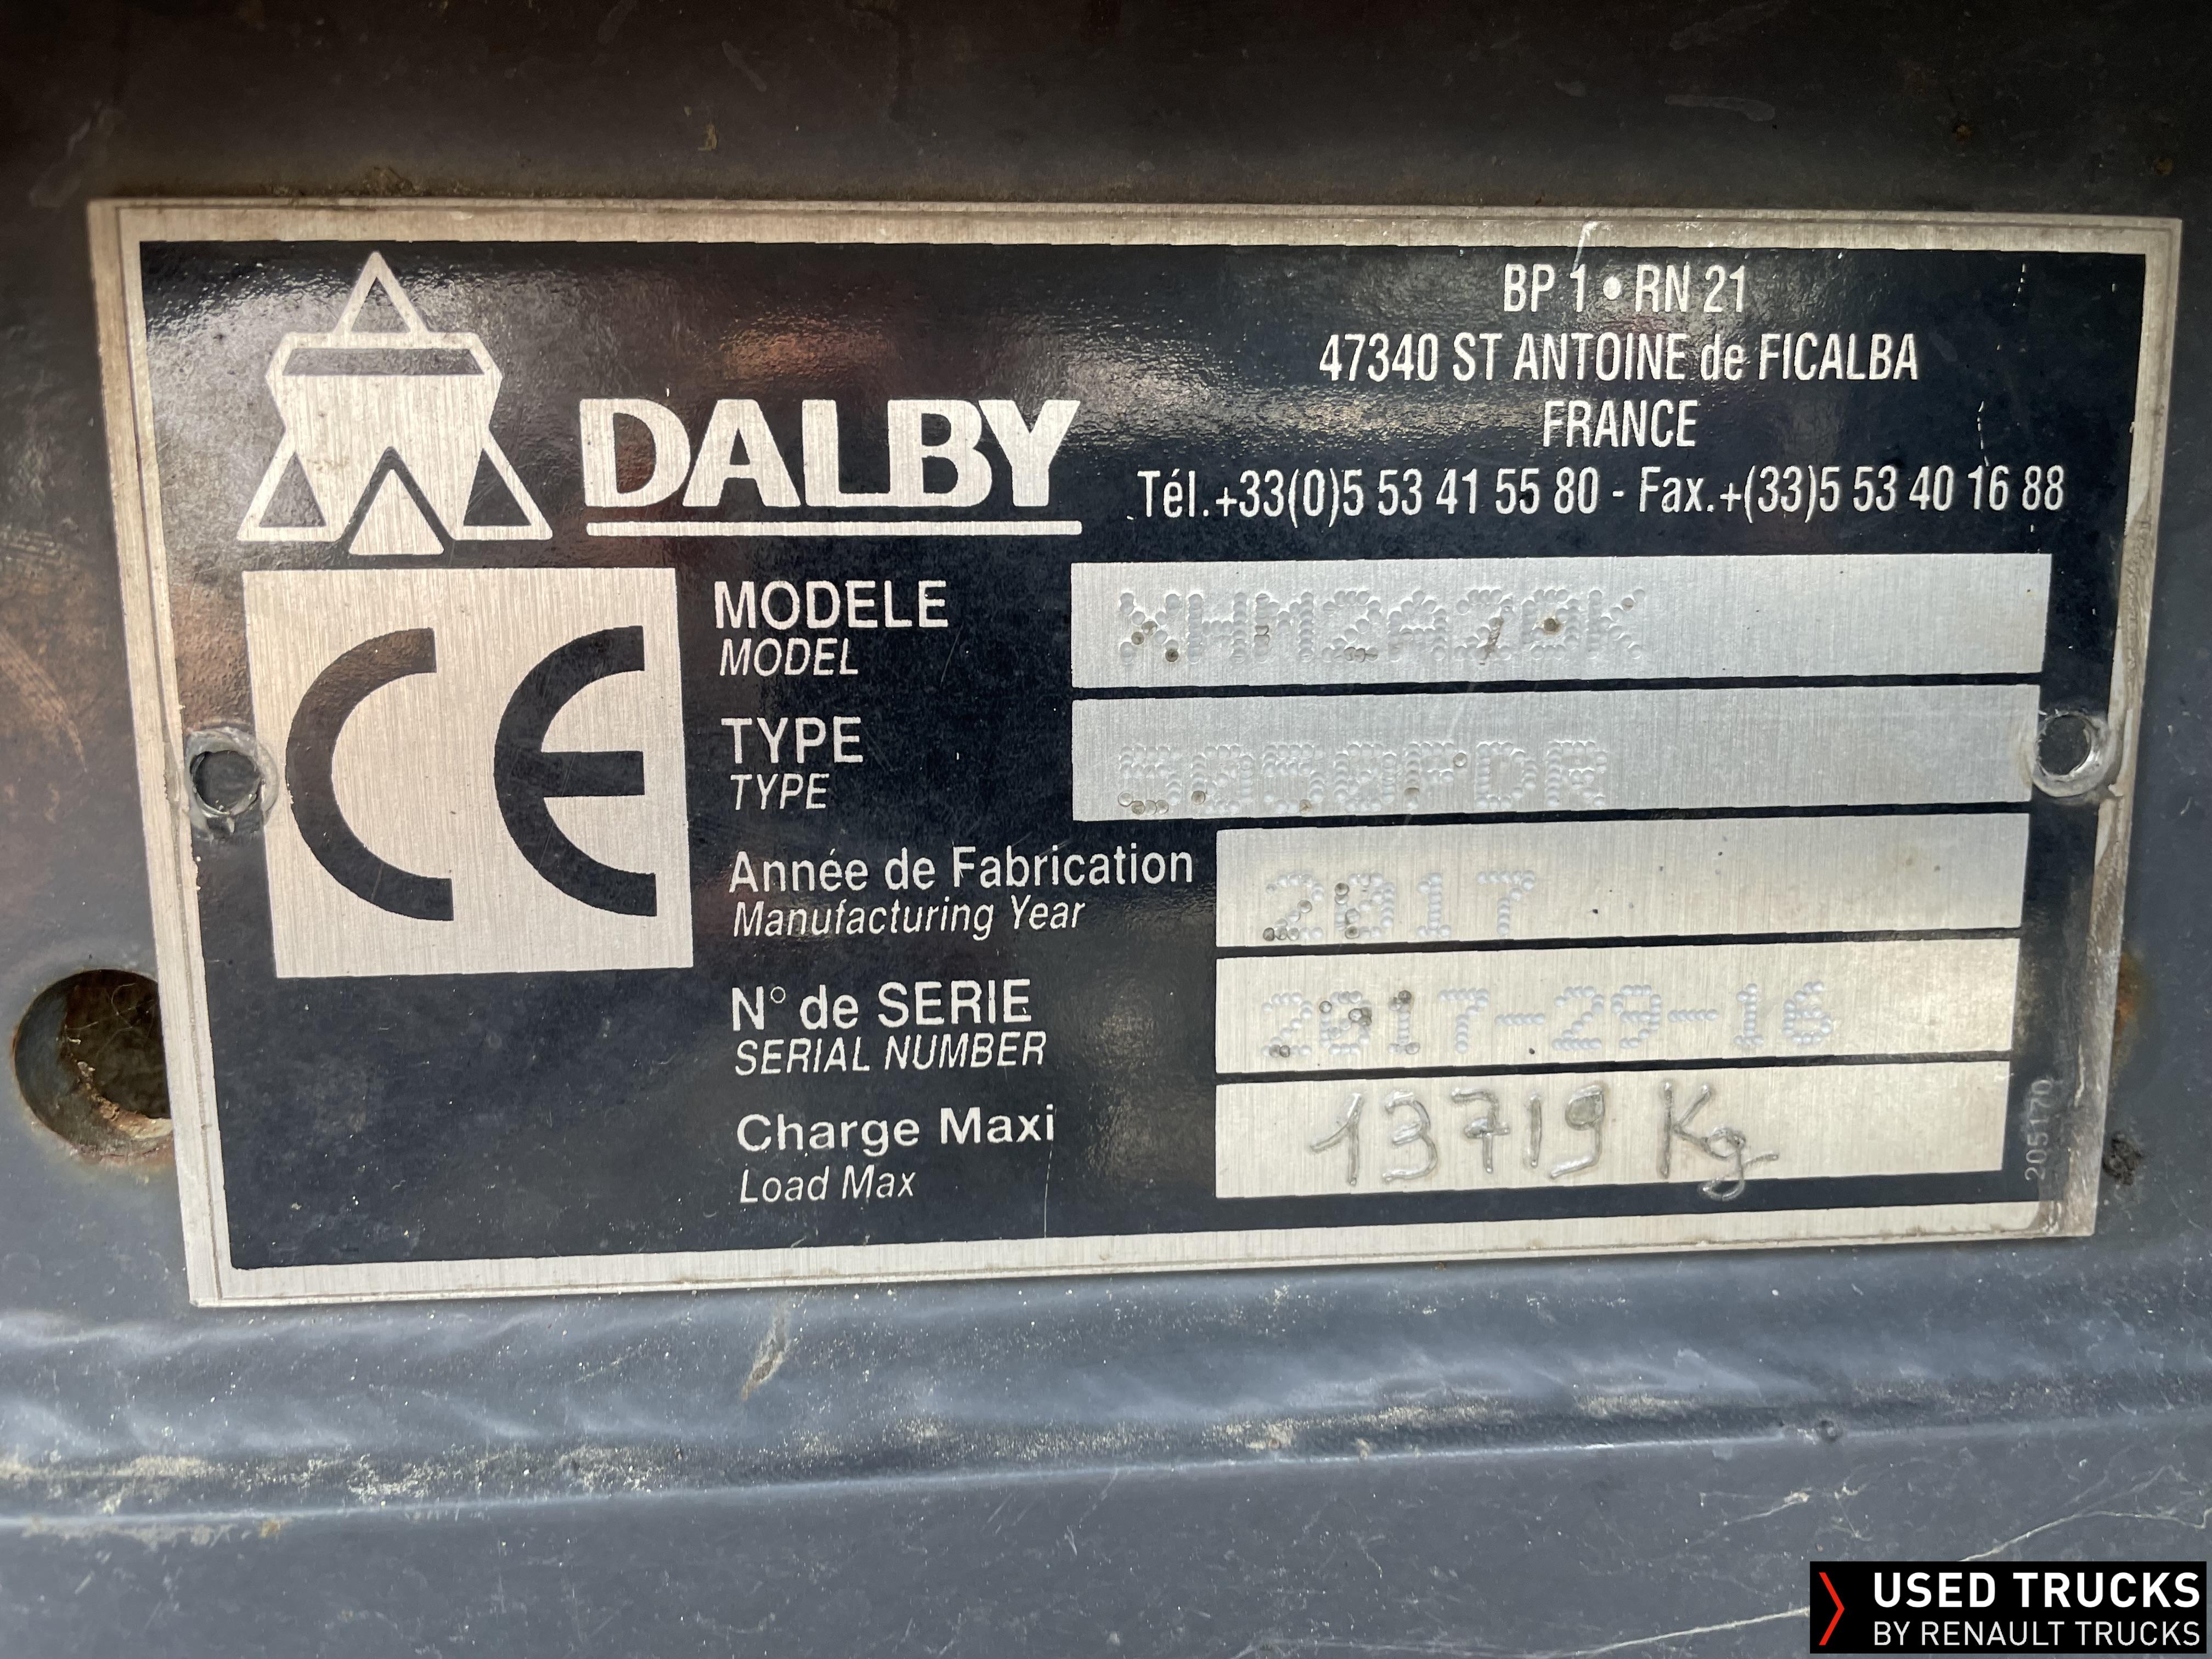 BP 1 • RN 21
47340 ST ANTOINE de FICALBA
FRANCE
DALBY
Tél.+33(0)5 53 41 55 80 - Fax.+(33)5 53 40 16 88
CE
MODELE
MODEL
TYPE
TYPE
Année de Fabrication 2017
Manufacturing Year
N° de SERIE 2017-29-16
SERIAL NUMBER
Charge Maxi 13719 Kg
Load Max
205170
USED TRUCKS
BY RENAULT TRUCKS